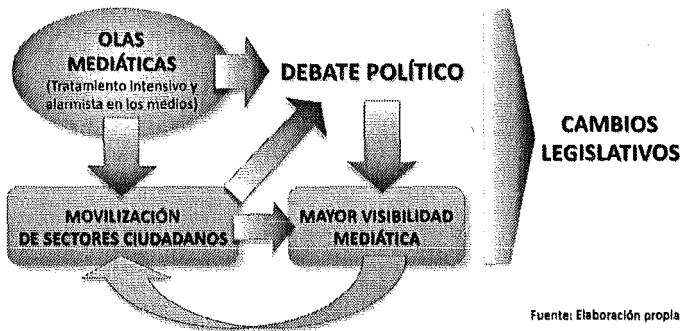 OLAS
MEDIÁTICAS
(Tratamiento intensivo y
alarmista en los medios)
DEBATE POLÍTICO
MOVILIZACIÓN
DE SECTORES CIUDADANOS
MAYOR VISIBILIDAD
MEDIÁTICA
CAMBIOS
LEGISLATIVOS
Fuente: Elaboración propia